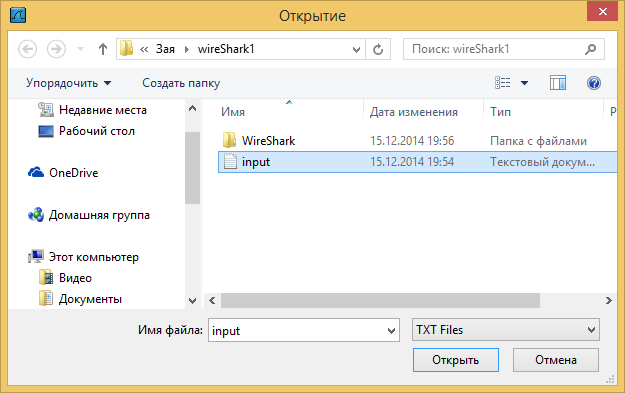 Открытие
« Зая wireShark1
Поиск: wireShark1
Упорядочить Создать папку
Имя Дата изменения Тип Р
WireShark 15.12.2014 19:56 Папка с файлами
input 15.12.2014 19:54 Текстовый докум...
Недавние места
Рабочий стол
OneDrive
Домашняя группа
Этот компьютер
Видео
Документы
Имя файла: input TXT Files
Открыть Отмена